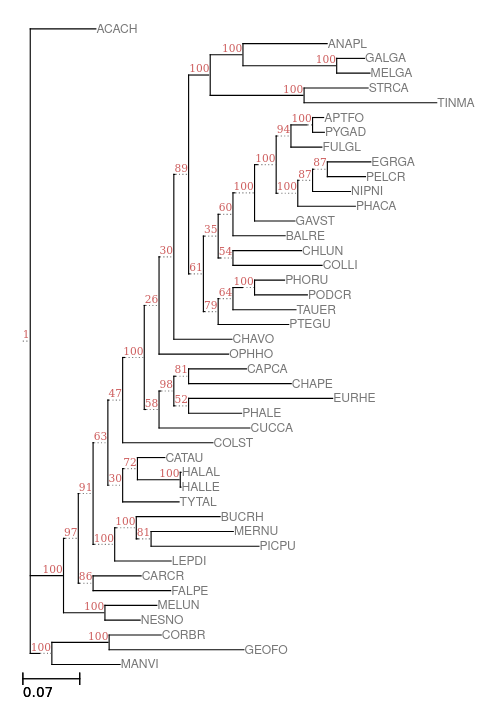 ACACH
100 ANAPL
100 GALGA
100 MELGA
100 STRCA
TINMA
100 APTFO
94 PYGAD
FULGL
100 87 EGRGA
89 87 PELCR
100 100 NIPNI
PHACA
60 GAVST
35 BALRE
30 61 54 CHLUN
COLLI
100 PHORU
26 64 PODCR
79 TAUER
PTEGU
1 CHAVO
100 OPHHO
81 CAPCA
98 CHAPE
47 58 52 EURHE
PHALE
CUCCA
63 COLST
72 CATAU
30 100 HALAL
91 HALLE
TYTAL
100 BUCRH
97 100 81 MERNU
PICPU
LEPDI
100 86 CARCR
FALPE
100 MELUN
NESNO
100 CORBR
100 GEOFO
MANVI
0.07